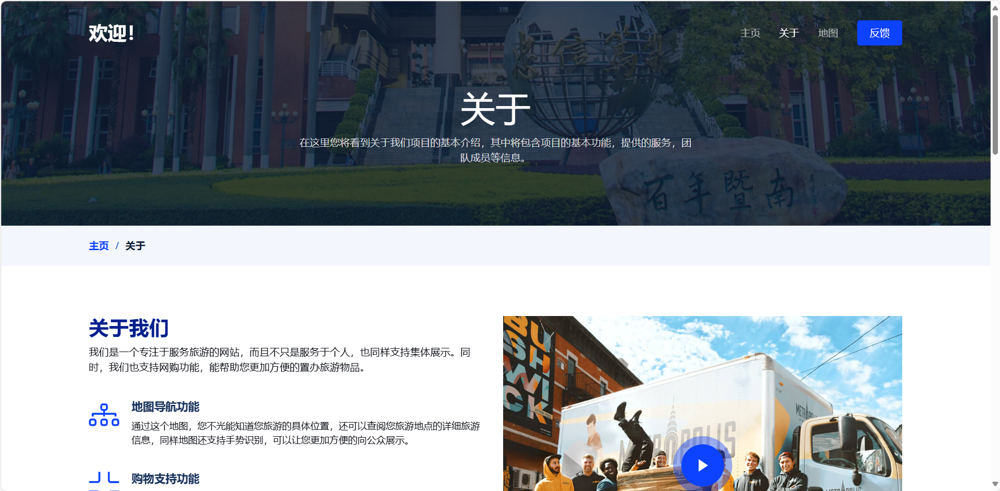 欢迎！
主页 关于 地图 反馈
关于
在这里您将看到关于我们项目的基本介绍，其中将包含项目的基本功能，提供的服务，团
队成员等信息。
百年暨南
主页 / 关于
关于我们
我们是一个专注于服务旅游的网站，而且不只是服务于个人，也同样支持集体展示。同
时，我们也支持网购功能，能帮助您更加方便的置办旅游物品。
地图导航功能
通过这个地图，您不光能知道您旅游的具体位置，还可以查阅您旅游地点的详细旅游
信息，同样地图还支持手势识别，可以让您更加方便的向公众展示。
购物支持功能
BUSHWICK
METROPOLIS
METROPOLIS
METROPOLIS